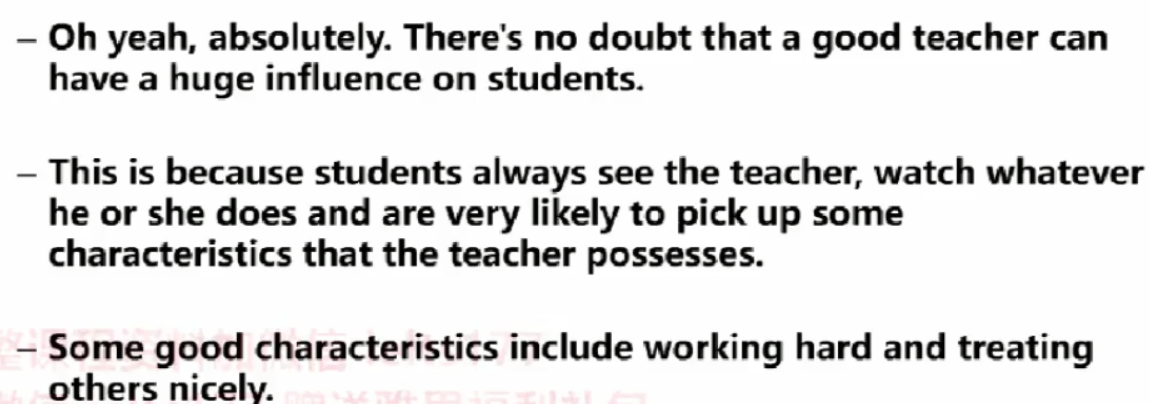 – Oh yeah, absolutely. There's no doubt that a good teacher can
have a huge influence on students.
– This is because students always see the teacher, watch whatever
he or she does and are very likely to pick up some
characteristics that the teacher possesses.
– Some good characteristics include working hard and treating
others nicely.